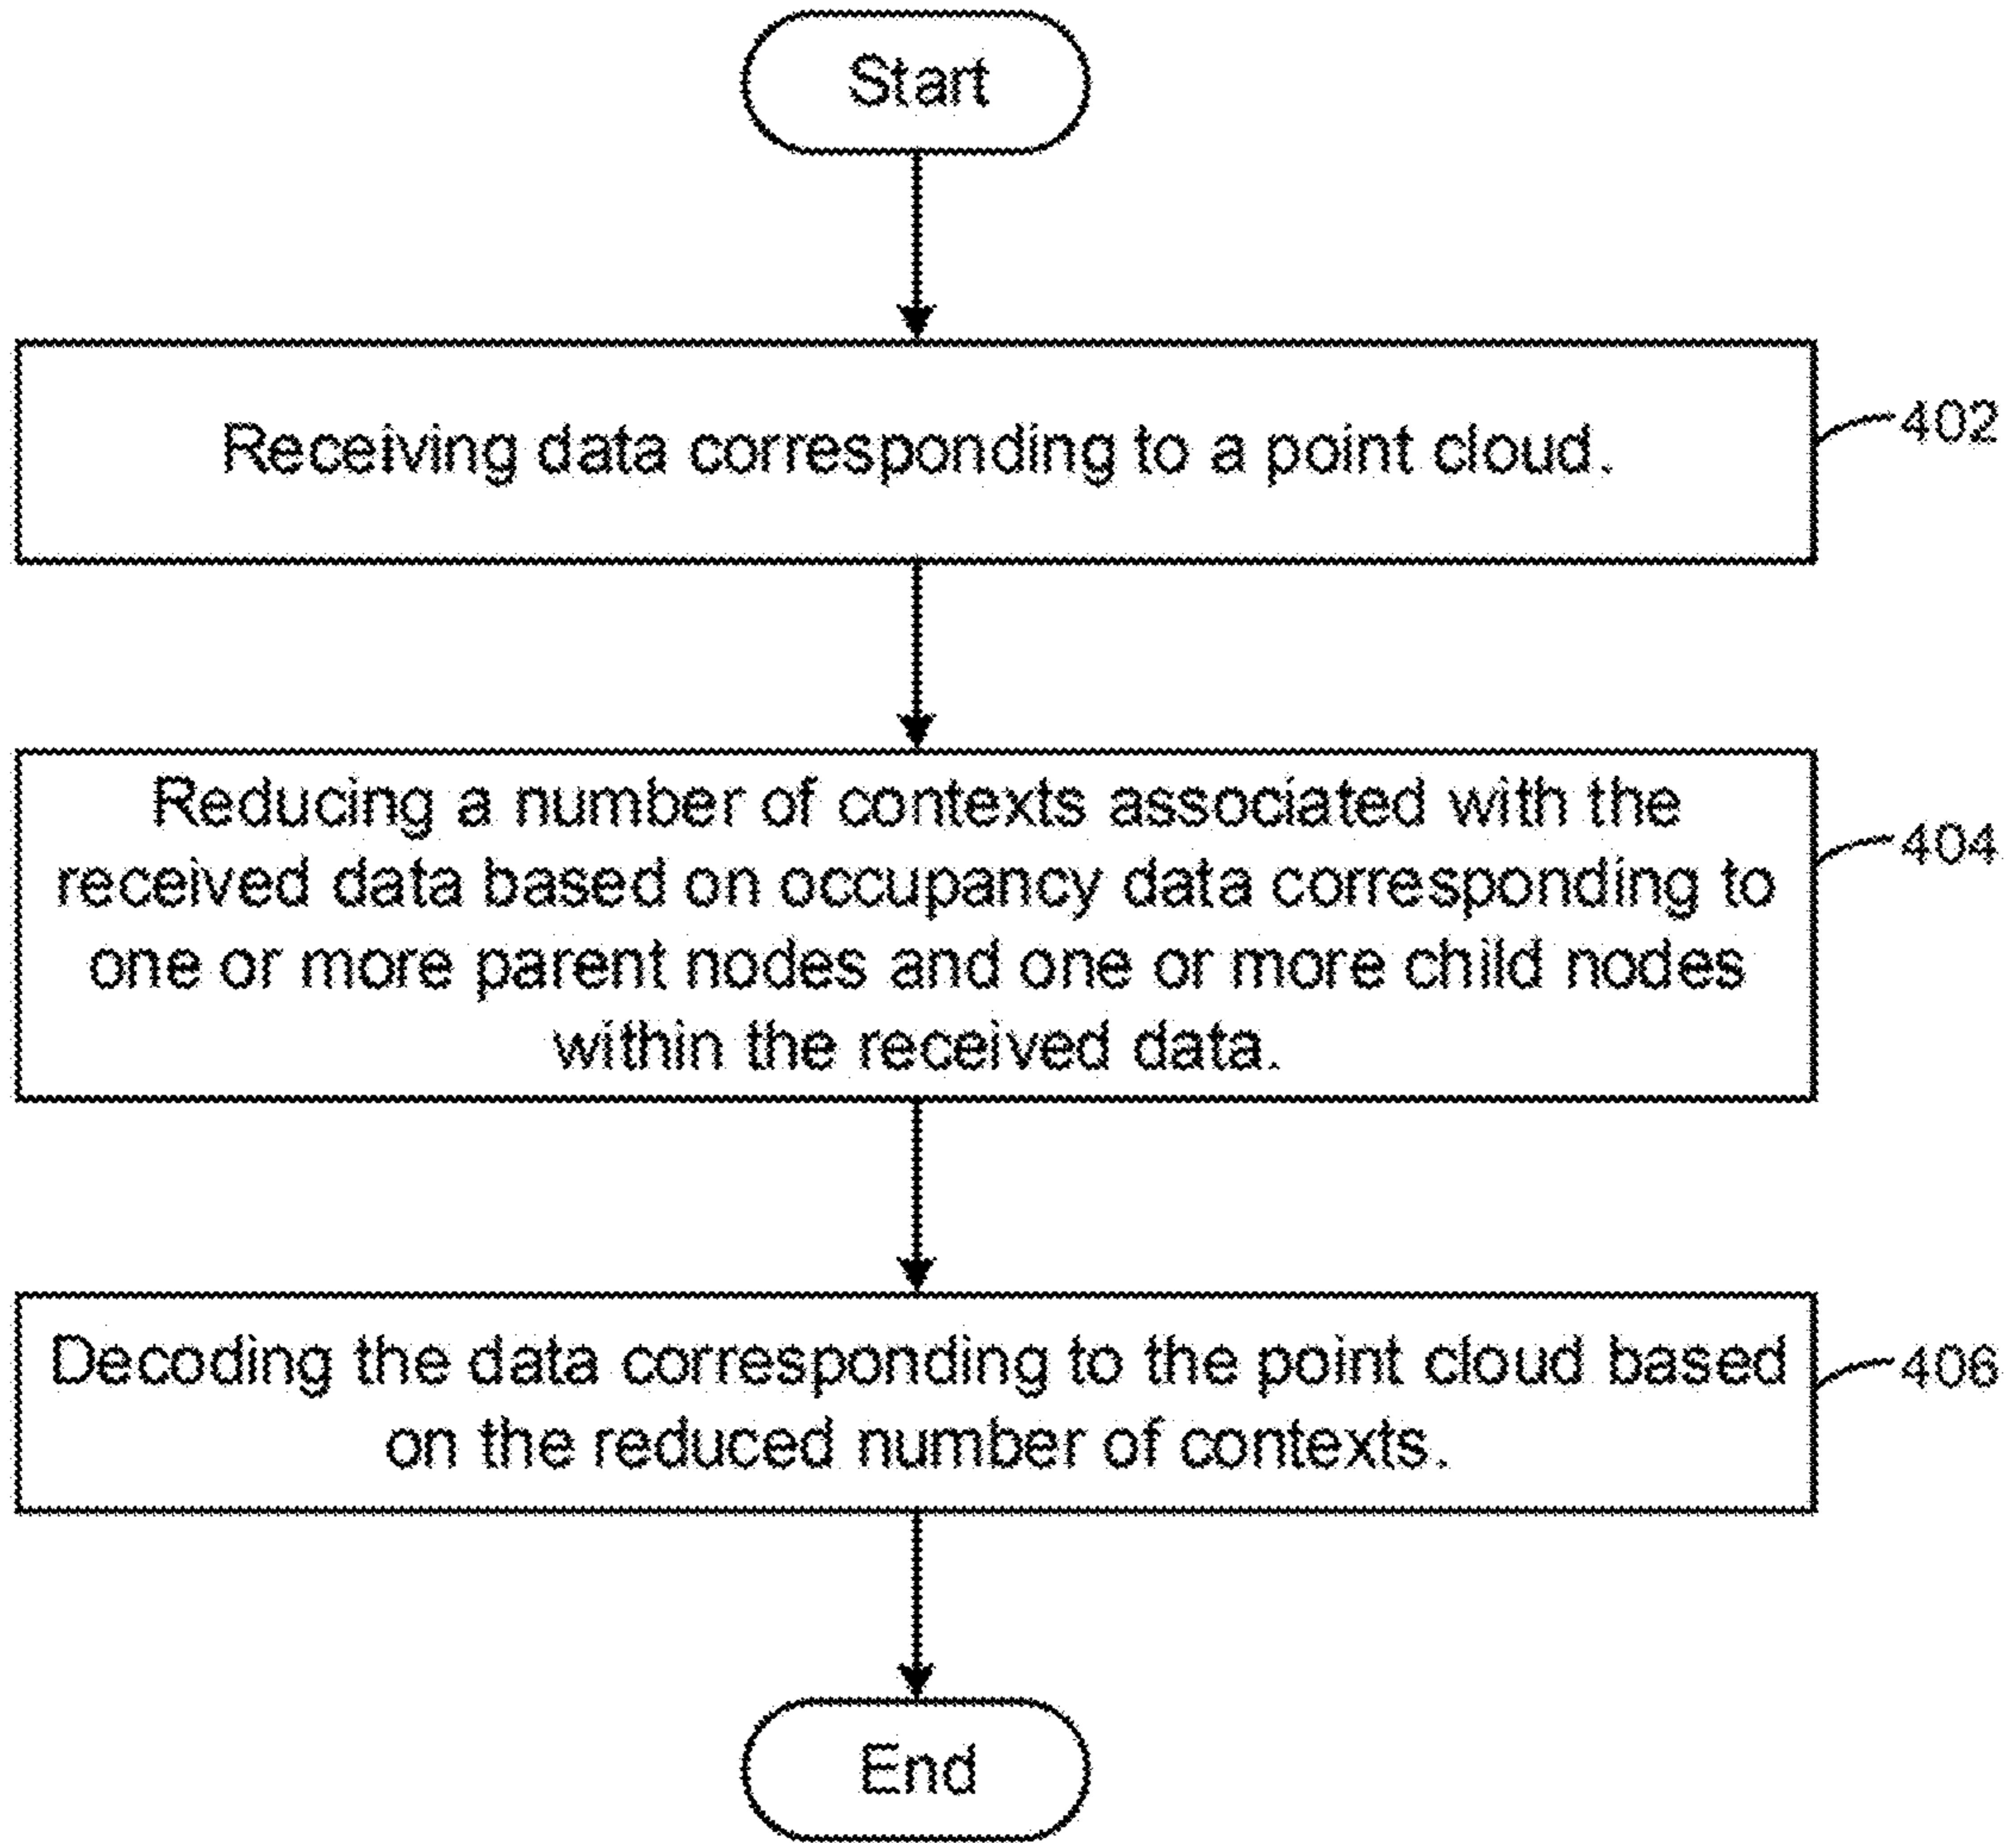 Start
Receiving data corresponding to a point cloud.
402
Reducing a number of contexts associated with the
received data based on occupancy data corresponding to
one or more parent nodes and one or more child nodes
within the received data.
404
Decoding the data corresponding to the point cloud based
on the reduced number of contexts.
406
End